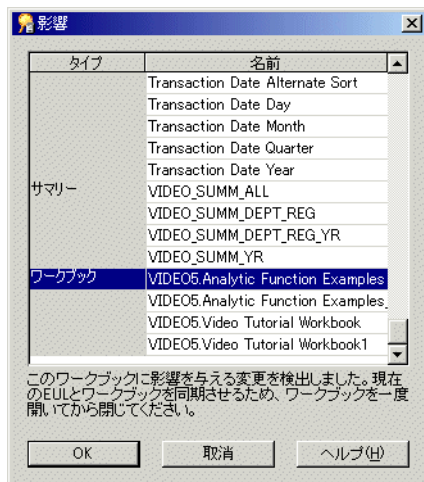 影響
タイプ 名前
Transaction Date Alternate Sort
Transaction Date Day
Transaction Date Month
Transaction Date Quarter
Transaction Date Year
サマリー VIDEO_SUMM_ALL
VIDEO_SUMM_DEPT_REG
VIDEO_SUMM_DEPT_REG_YR
VIDEO_SUMM_YR
ワークブック VIDEO5.Analytic Function Examples
VIDEO5.Analytic Function Examples_
VIDEO5.Video Tutorial Workbook
VIDEO5.Video Tutorial Workbook1
このワークブックに影響を与える変更を検出しました。現在
のEULとワークブックを同期させるため、ワークブックを一度
開いてから閉じてください。
OK 取消 ヘルプ(H)